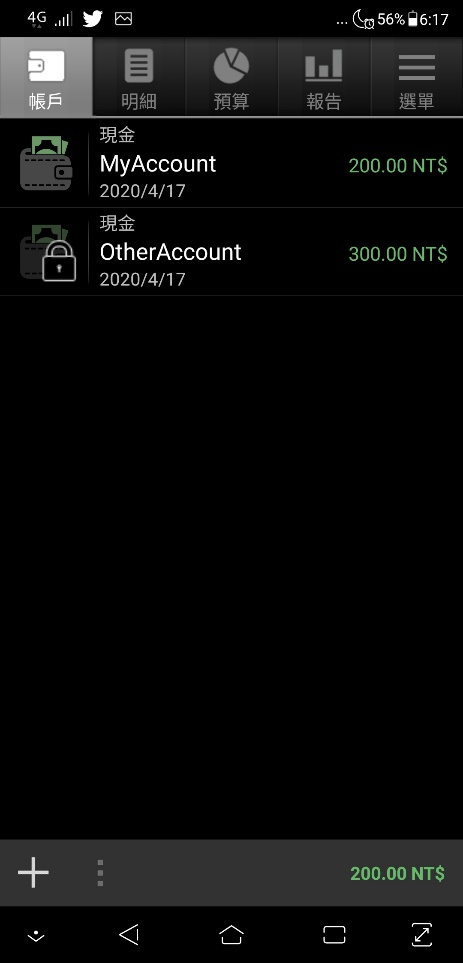 4G ... 56% 6:17
帳戶 明細 預算 報告 選單
現金
MyAccount 200.00 NT$
2020/4/17
現金
OtherAccount 300.00 NT$
2020/4/17
200.00 NT$